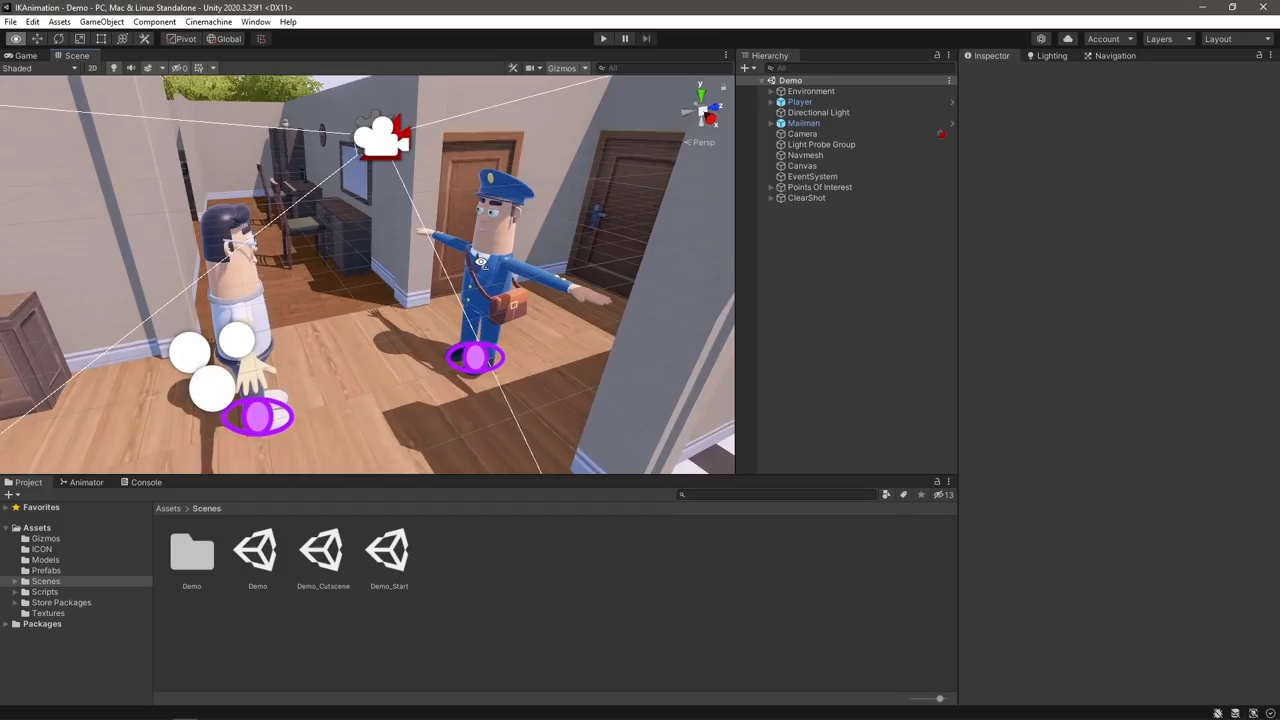 IKAnimation - Demo - PC, Mac & Linux Standalone - Unity 2020.3.23f1 <DX11>
File Edit Assets GameObject Component Cinemachine Window Help
Pivot Global Account Layers Layout
Game Scene
Shaded 2D 0 Gizmos All
y
z
x
Persp
Hierarchy
All
Demo
Environment
Player
Directional Light
Mailman
Camera
Light Probe Group
Navmesh
Canvas
EventSystem
Points Of Interest
ClearShot
Inspector Lighting Navigation
Project Animator Console
13
Favorites
Assets
Gizmos
ICON
Models
Prefabs
Scenes
Scripts
Store Packages
Textures
Packages
Assets > Scenes
Demo Demo Demo_Cutscene Demo_Start